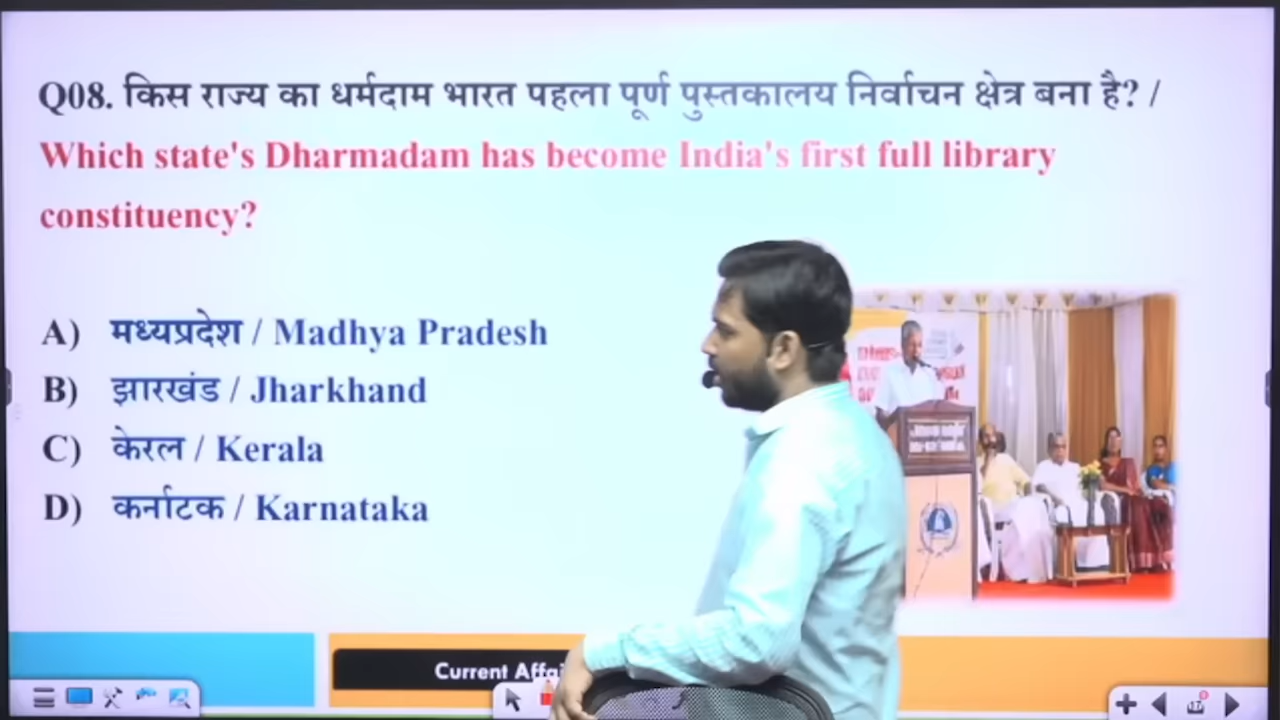 Q08. किस राज्य का धर्मदाम भारत पहला पूर्ण पुस्तकालय निर्वाचन क्षेत्र बना है? /
Which state's Dharmadam has become India's first full library
constituency?
A) मध्यप्रदेश / Madhya Pradesh
B) झारखंड / Jharkhand
C) केरल / Kerala
D) कर्नाटक / Karnataka
Current